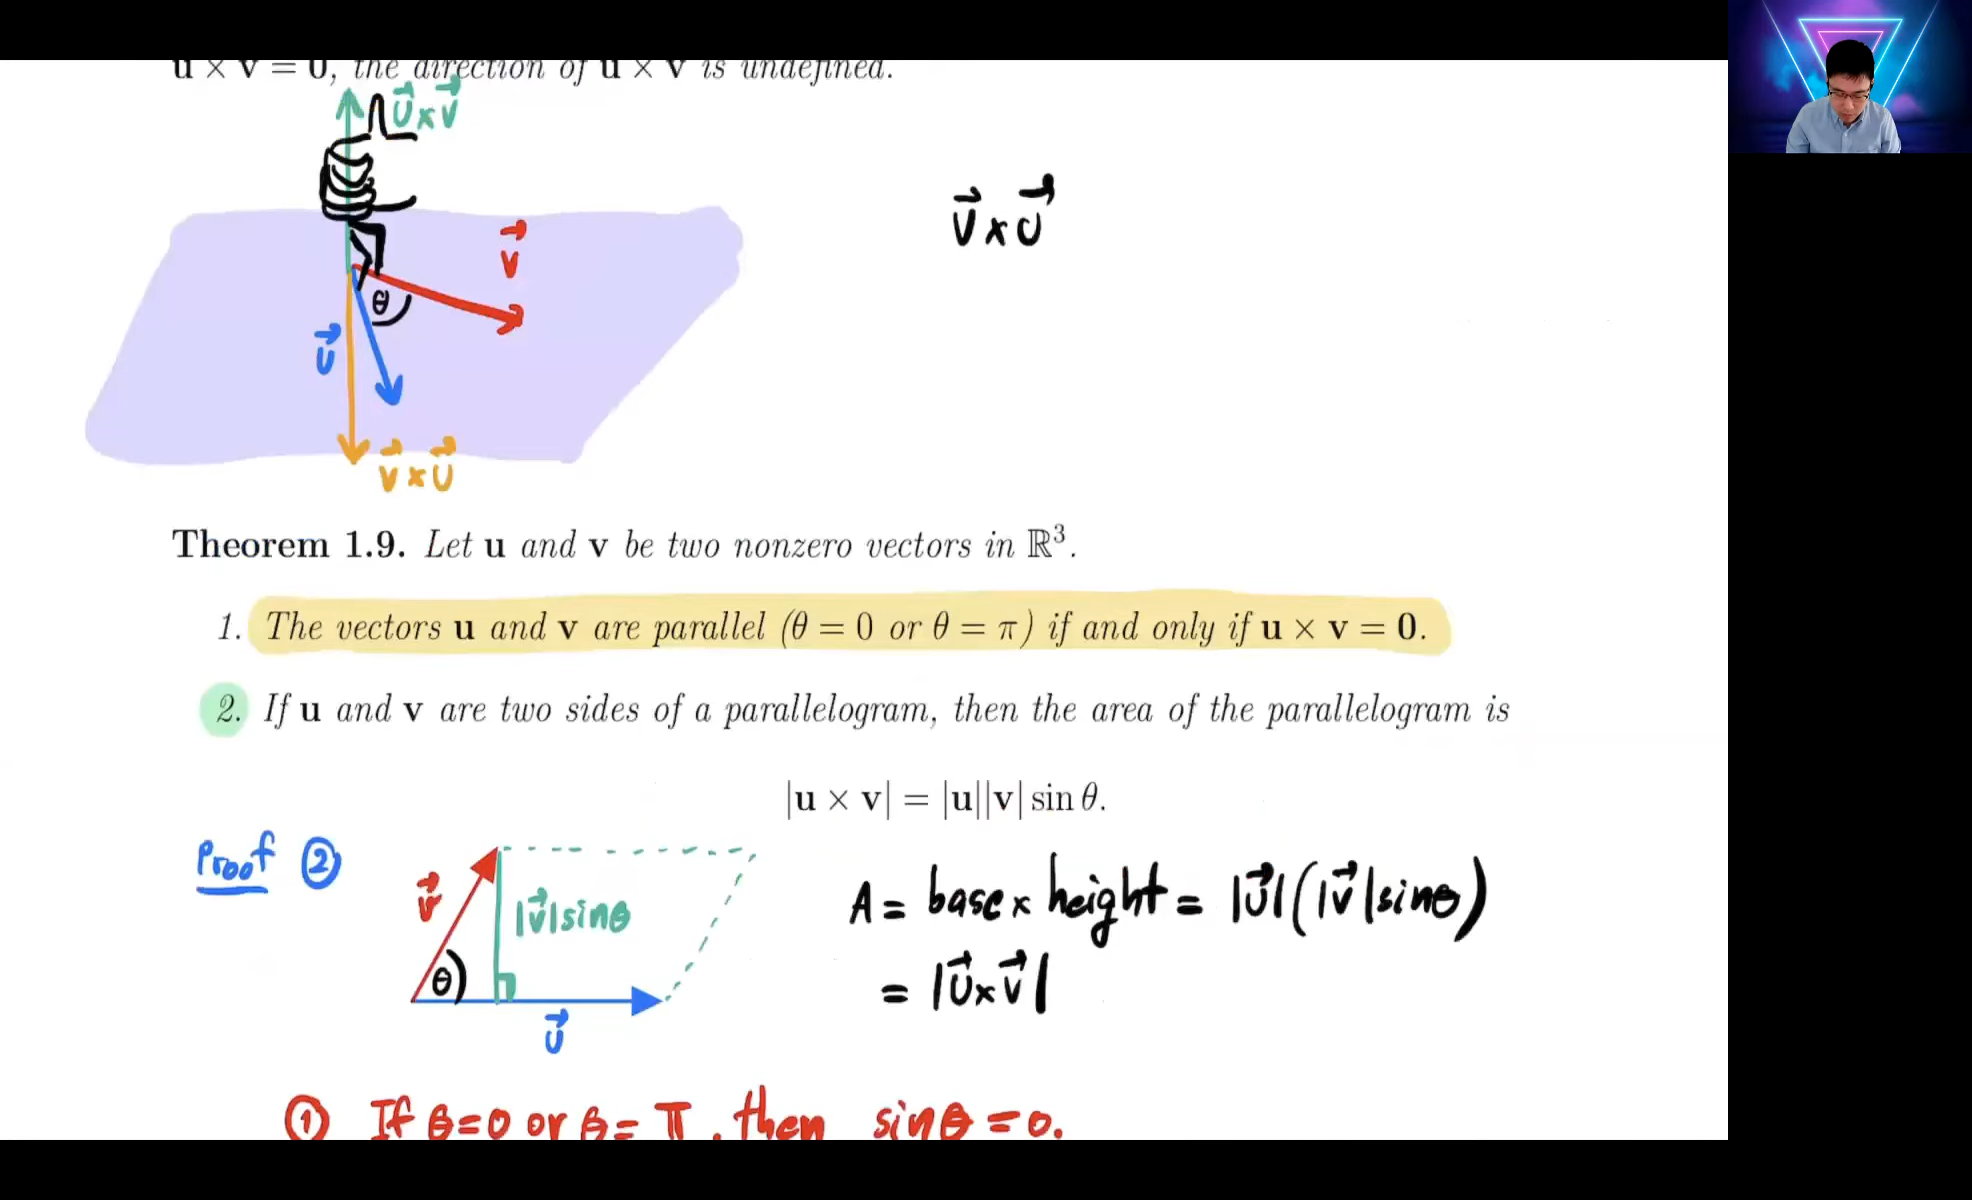 u × v = 0, the direction of u × v is undefined.
u⃗×v⃗
v⃗×u⃗
v⃗
θ
u⃗
v⃗×u⃗
Theorem 1.9. Let u and v be two nonzero vectors in ℝ³.
1. The vectors u and v are parallel (θ = 0 or θ = π) if and only if u × v = 0.
2. If u and v are two sides of a parallelogram, then the area of the parallelogram is
|u × v| = |u||v| sin θ.
Proof ②
v⃗
|v⃗|sinθ
θ
u⃗
A = base × height = |u⃗|(|v⃗|sinθ)
= |u⃗×v⃗|
① If θ=0 or θ= π, then sinθ=0.